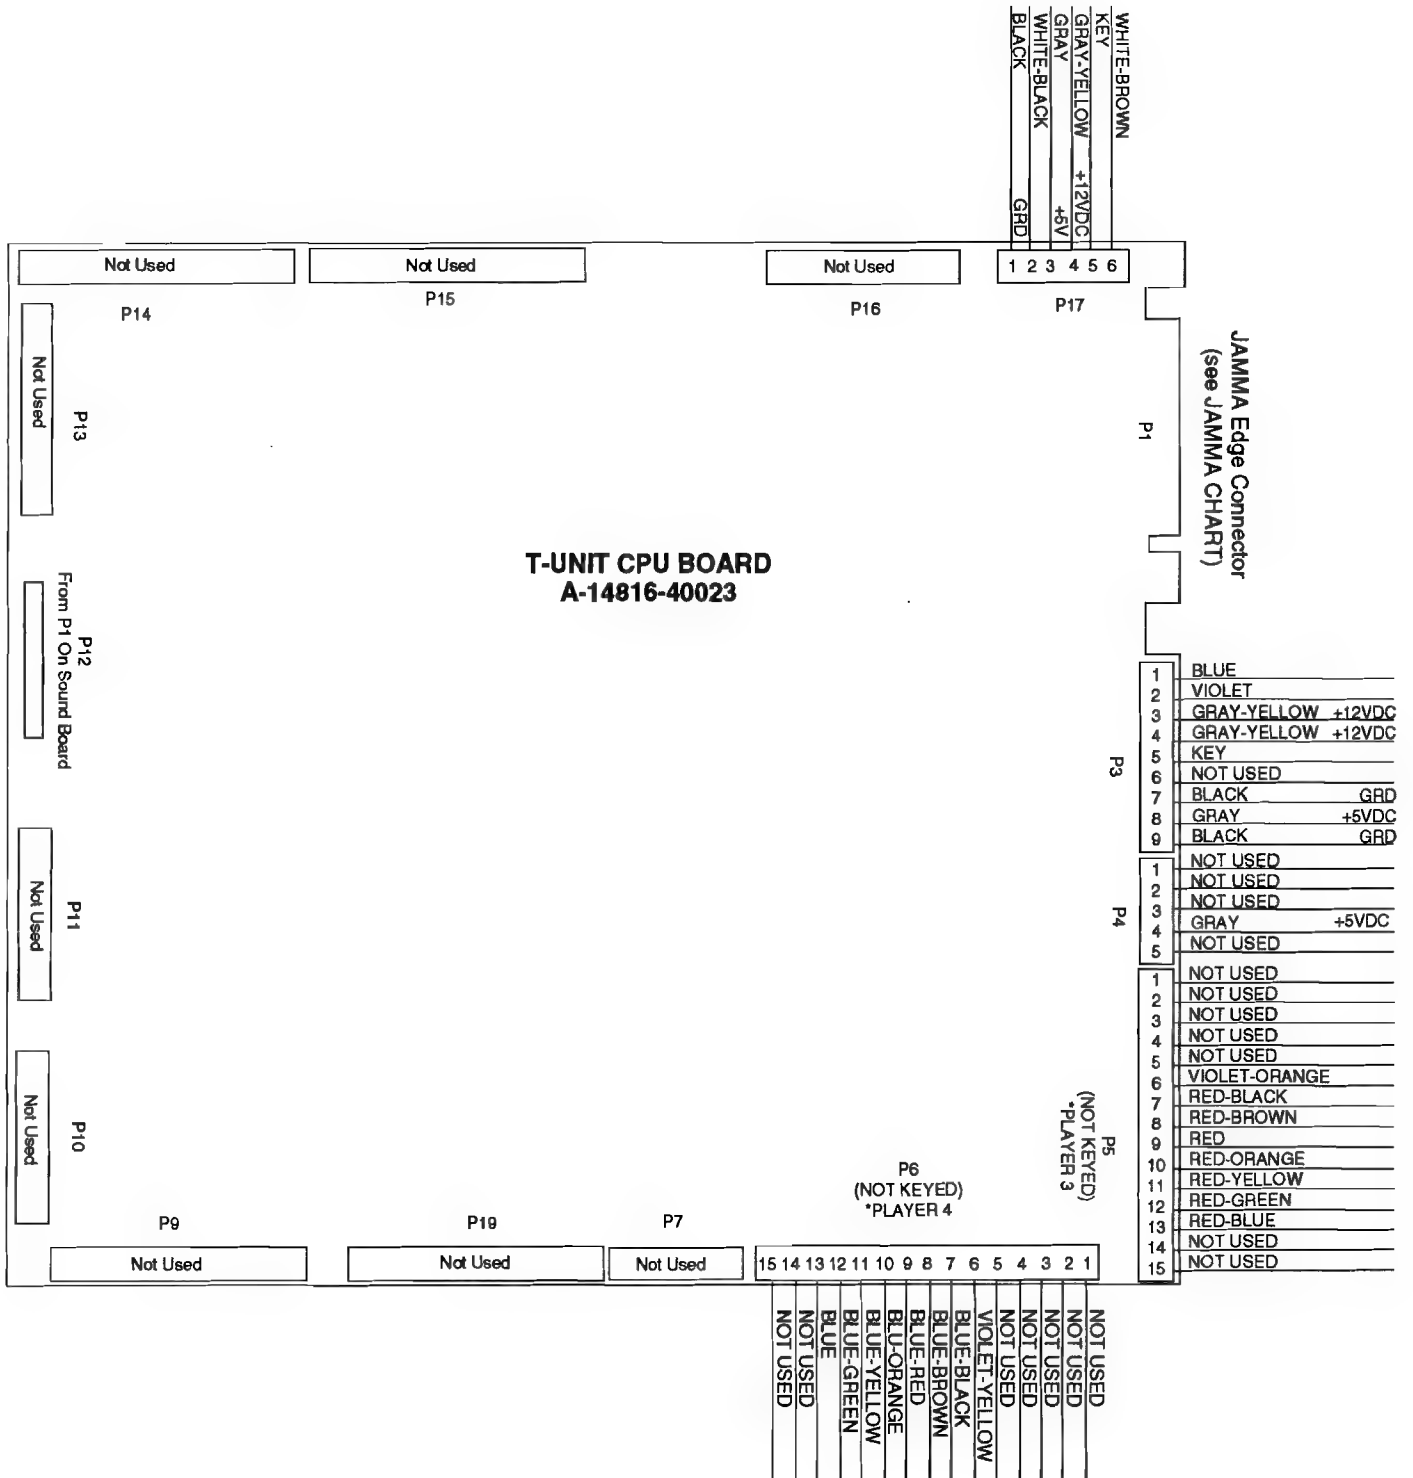 WHITE-BROWN
KEY
GRAY-YELLOW +12VDC
GRAY +5V
WHITE-BLACK
BLACK GRD
Not Used
Not Used
Not Used
1 2 3 4 5 6
P14
P15
P16
P17
Not Used
P13
P1
JAMMA Edge Connector
(see JAMMA CHART)
T-UNIT CPU BOARD
A-14816-40023
P12
From P1 On Sound Board
P3
1 BLUE
2 VIOLET
3 GRAY-YELLOW +12VDC
4 GRAY-YELLOW +12VDC
5 KEY
6 NOT USED
7 BLACK GRD
8 GRAY +5VDC
9 BLACK GRD
P11
Not Used
P4
1 NOT USED
2 NOT USED
3 NOT USED
4 GRAY +5VDC
5 NOT USED
P10
Not Used
P5
(NOT KEYED)
*PLAYER 3
1 NOT USED
2 NOT USED
3 NOT USED
4 NOT USED
5 NOT USED
6 VIOLET-ORANGE
7 RED-BLACK
8 RED-BROWN
9 RED
10 RED-ORANGE
11 RED-YELLOW
12 RED-GREEN
13 RED-BLUE
14 NOT USED
15 NOT USED
P6
(NOT KEYED)
*PLAYER 4
P9
P19
P7
Not Used
Not Used
Not Used
15 14 13 12 11 10 9 8 7 6 5 4 3 2 1
NOT USED
NOT USED
NOT USED
NOT USED
NOT USED
VIOLET-YELLOW
BLUE-BLACK
BLUE-BROWN
BLUE-RED
BLU-ORANGE
BLUE-YELLOW
BLUE-GREEN
BLUE
NOT USED
NOT USED